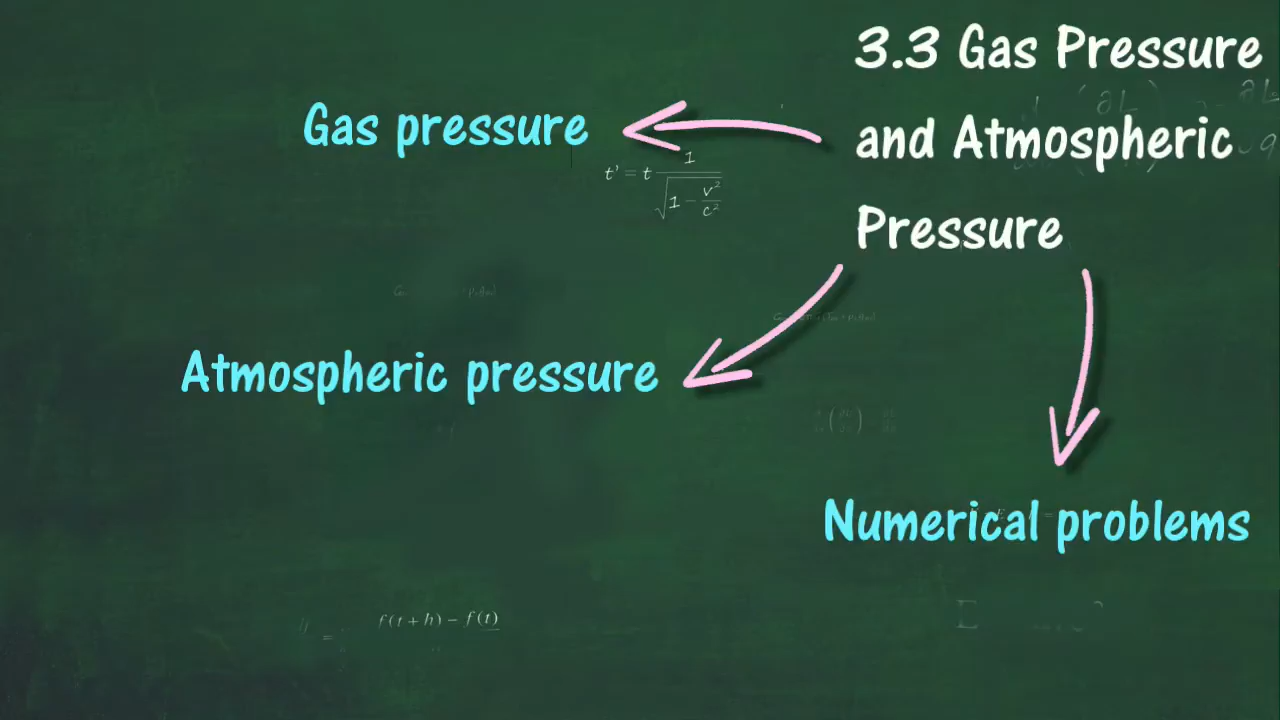 3.3 Gas Pressure
and Atmospheric
Pressure
Gas pressure
t' = t 1 / √(1 − v²/c²)
Atmospheric pressure
Numerical problems
f(t + h) − f(t)